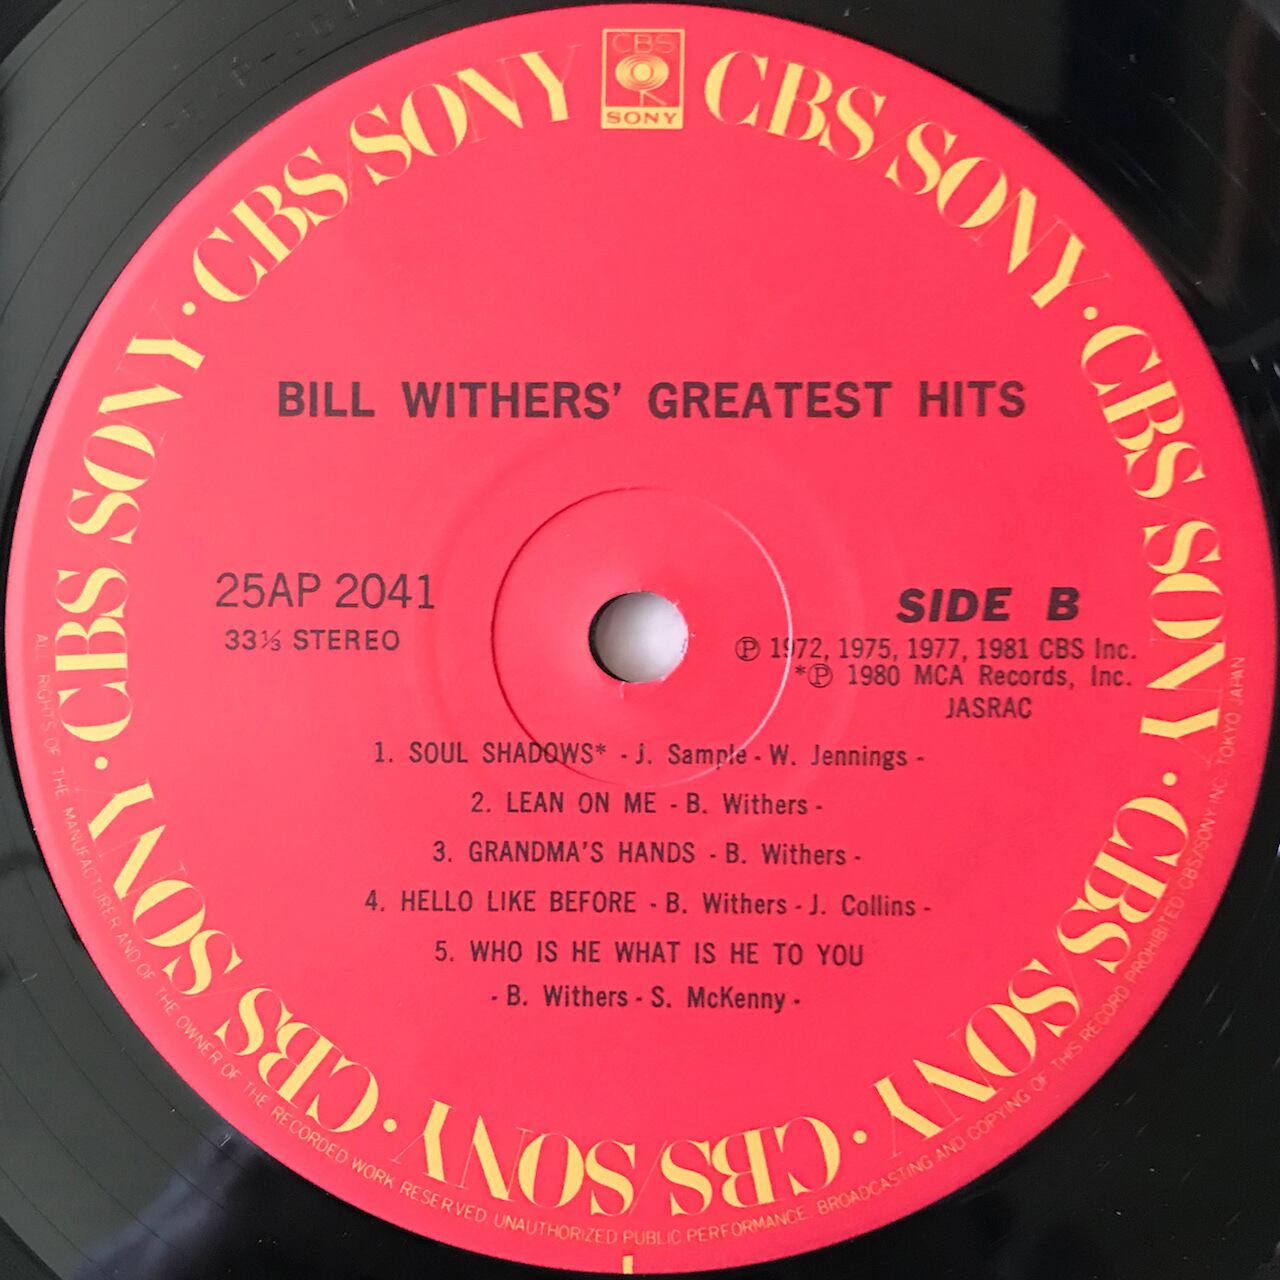 CBS
SONY
CBS/SONY · CBS/SONY · CBS/SONY · CBS/SONY · CBS/SONY · CBS/SONY · CBS/SONY
BILL WITHERS' GREATEST HITS
25AP 2041
33⅓ STEREO
SIDE B
Ⓟ 1972, 1975, 1977, 1981 CBS Inc.
*Ⓟ 1980 MCA Records, Inc.
JASRAC
1. SOUL SHADOWS* - J. Sample - W. Jennings -
2. LEAN ON ME - B. Withers -
3. GRANDMA'S HANDS - B. Withers -
4. HELLO LIKE BEFORE - B. Withers - J. Collins -
5. WHO IS HE WHAT IS HE TO YOU
- B. Withers - S. McKenny -
ALL RIGHTS OF THE MANUFACTURER AND OF THE OWNER OF THE RECORDED WORK RESERVED. UNAUTHORIZED PUBLIC PERFORMANCE, BROADCASTING AND COPYING OF THIS RECORD PROHIBITED CBS/SONY INC. TOKYO JAPAN